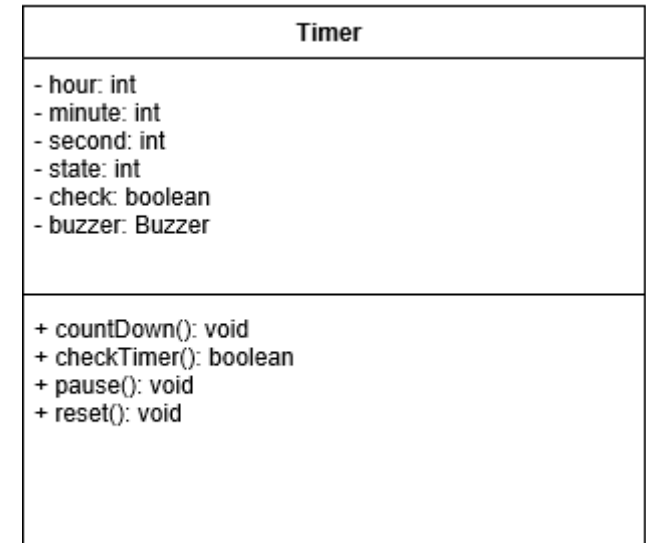 Timer
- hour: int
- minute: int
- second: int
- state: int
- check: boolean
- buzzer: Buzzer
+ countDown(): void
+ checkTimer(): boolean
+ pause(): void
+ reset(): void